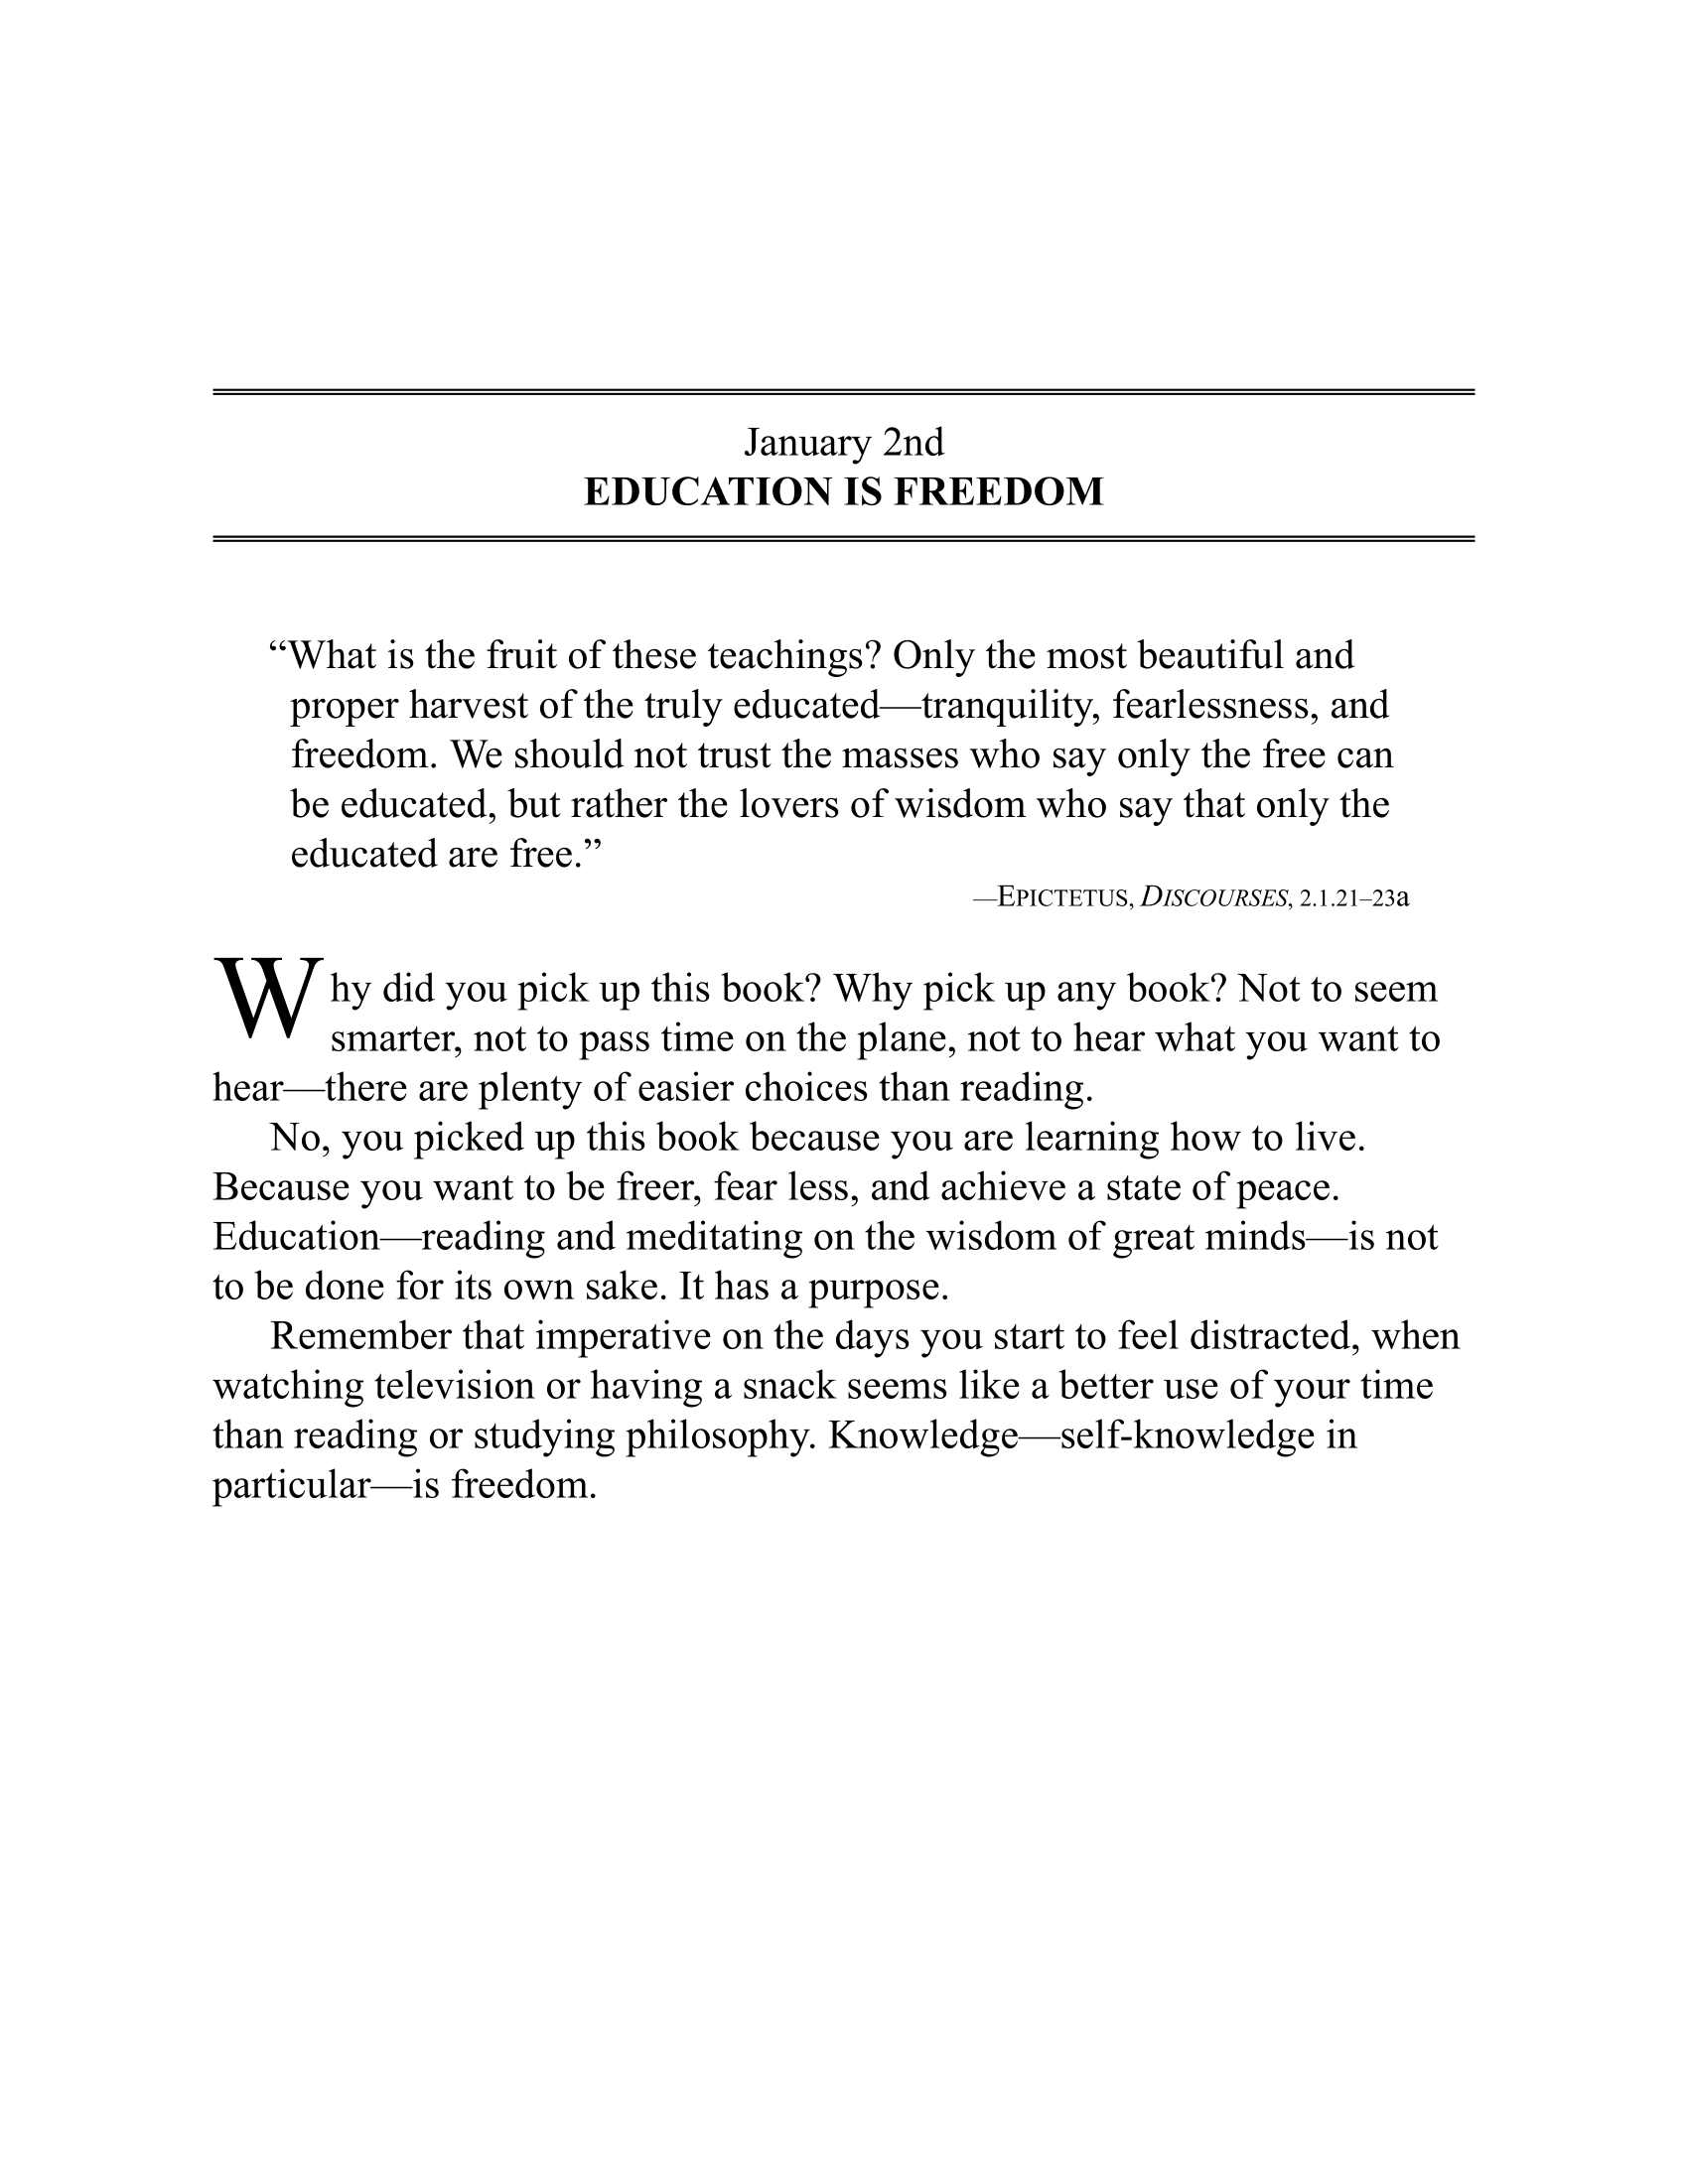 January 2nd
EDUCATION IS FREEDOM
“What is the fruit of these teachings? Only the most beautiful and
proper harvest of the truly educated—tranquility, fearlessness, and
freedom. We should not trust the masses who say only the free can
be educated, but rather the lovers of wisdom who say that only the
educated are free.”
—EPICTETUS, DISCOURSES, 2.1.21–23a
Why did you pick up this book? Why pick up any book? Not to seem
smarter, not to pass time on the plane, not to hear what you want to
hear—there are plenty of easier choices than reading.
No, you picked up this book because you are learning how to live.
Because you want to be freer, fear less, and achieve a state of peace.
Education—reading and meditating on the wisdom of great minds—is not
to be done for its own sake. It has a purpose.
Remember that imperative on the days you start to feel distracted, when
watching television or having a snack seems like a better use of your time
than reading or studying philosophy. Knowledge—self-knowledge in
particular—is freedom.